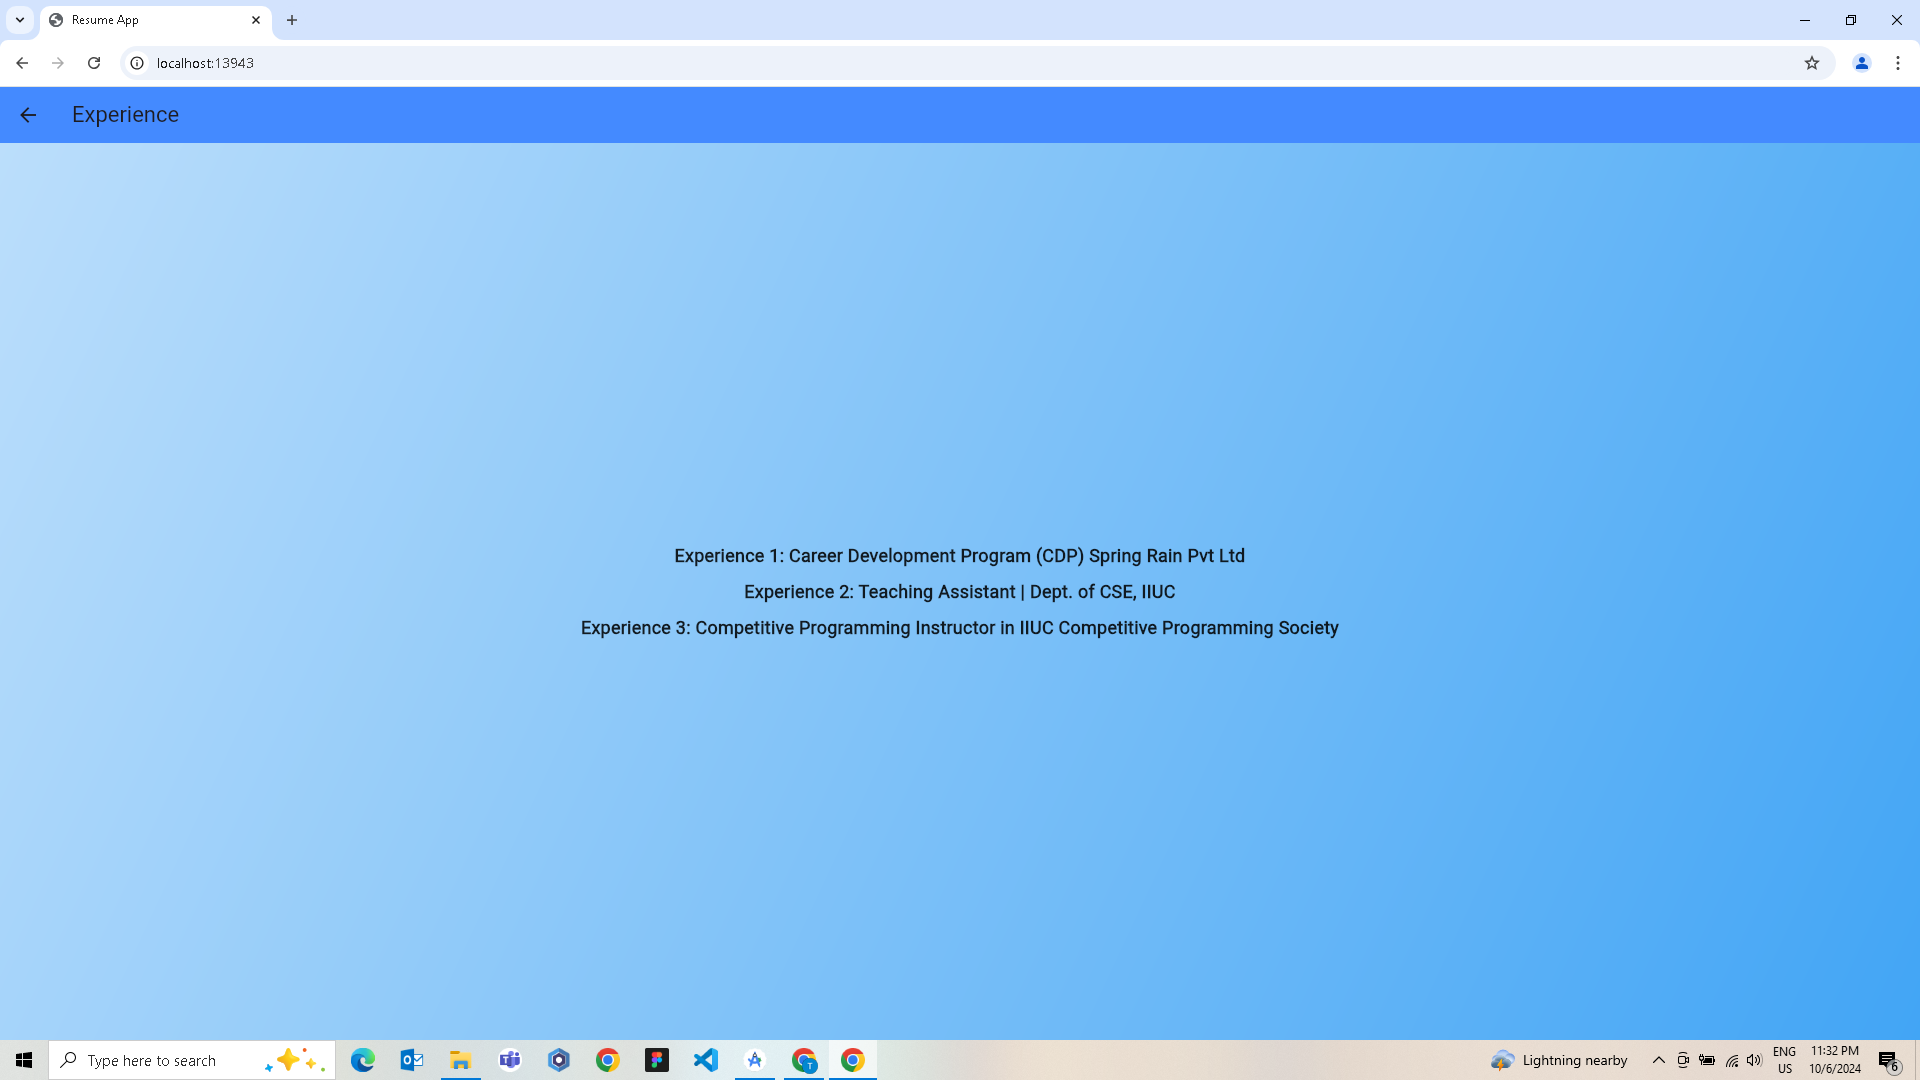 Resume App
localhost:13943
Experience
Experience 1: Career Development Program (CDP) Spring Rain Pvt Ltd
Experience 2: Teaching Assistant | Dept. of CSE, IIUC
Experience 3: Competitive Programming Instructor in IIUC Competitive Programming Society
Type here to search
T
Lightning nearby
ENG
US
11:32 PM
10/6/2024
6